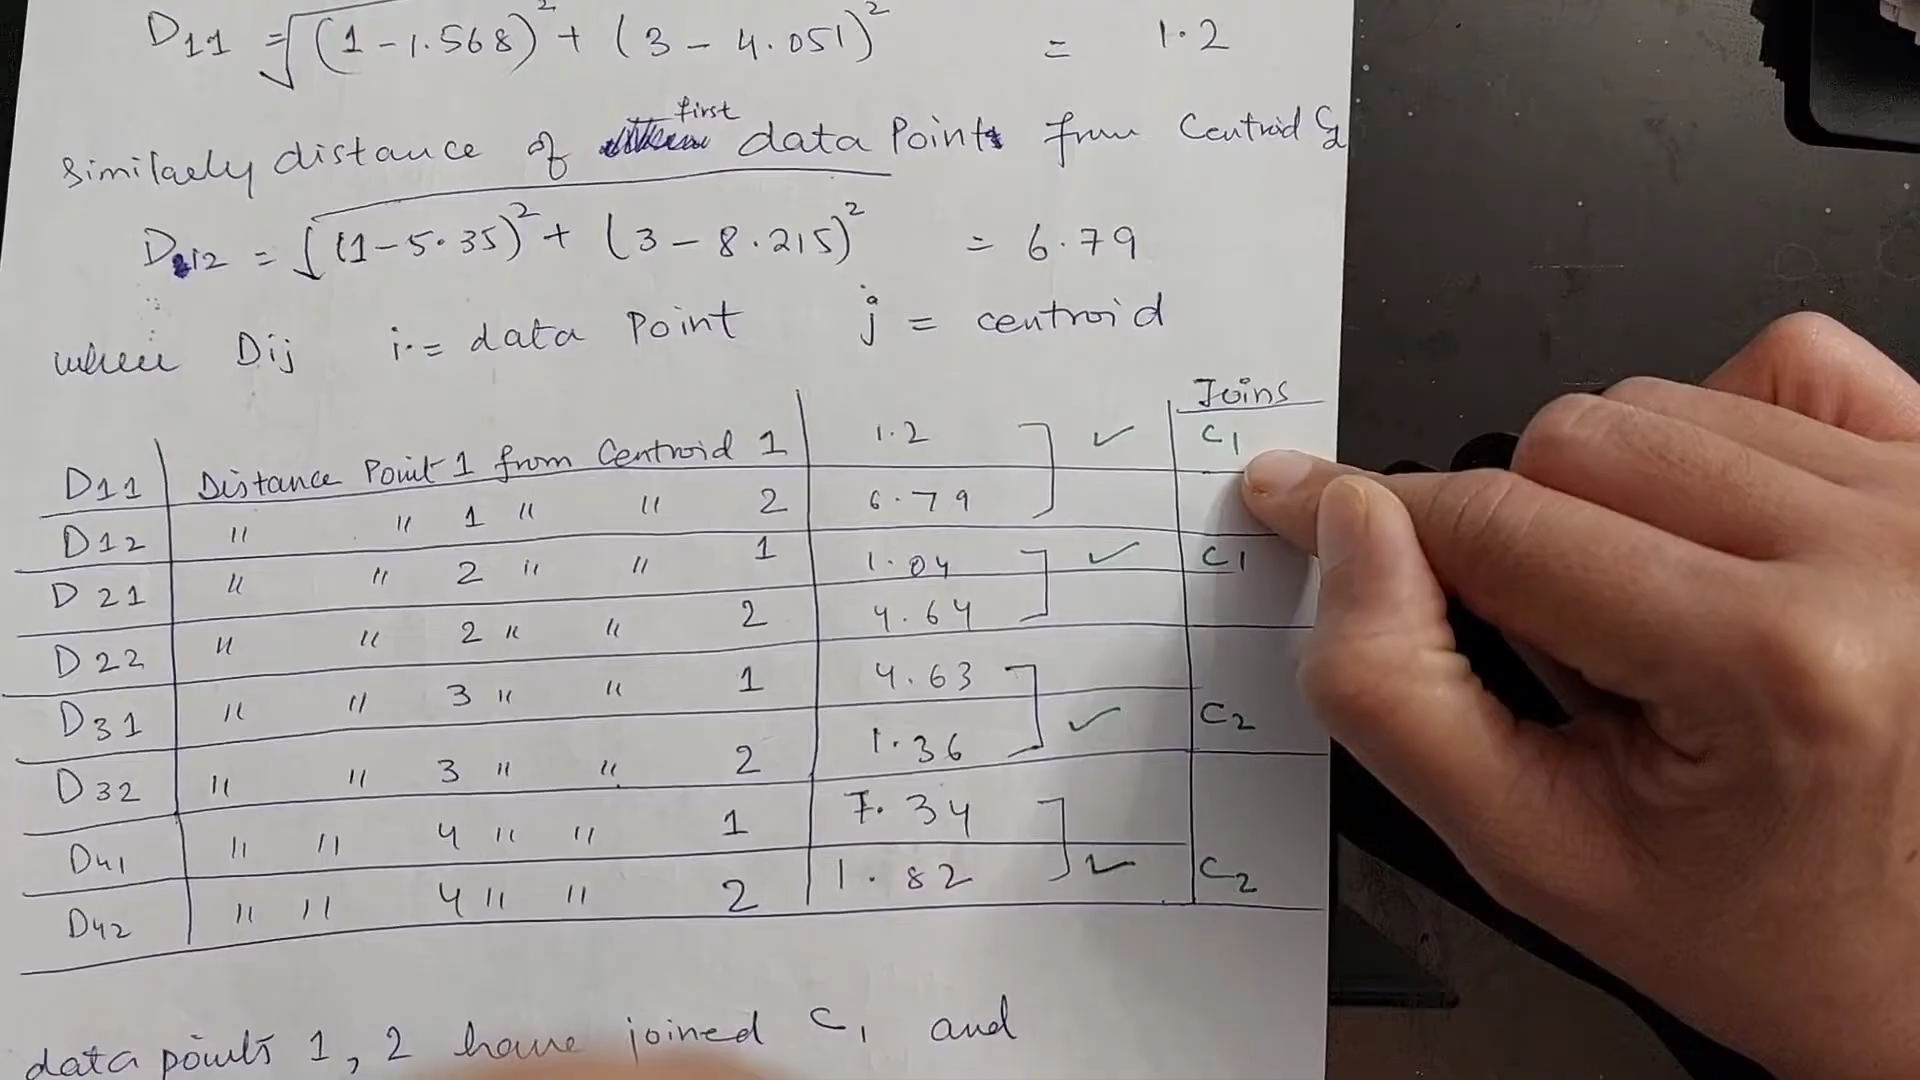 D11 = √(1-1.568)² + (3-4.051)² = 1.2
first
Similarly distance of data Point from Centroid C2
D12 = √(1-5.35)² + (3-8.215)² = 6.79
where Dij i = data Point j = centroid
Joins
D11 Distance Point 1 from Centroid 1 1.2 ✓ C1
D12 " " 1 " " 2 6.79
D21 " " 2 " " 1 1.04 ✓ C1
D22 " " 2 " " 2 4.64
D31 " " 3 " " 1 4.63
D32 " " 3 " " 2 1.36 ✓ C2
D41 " " 4 " " 1 7.34
D42 " " 4 " " 2 1.82 ✓ C2
data points 1, 2 have joined C1 and